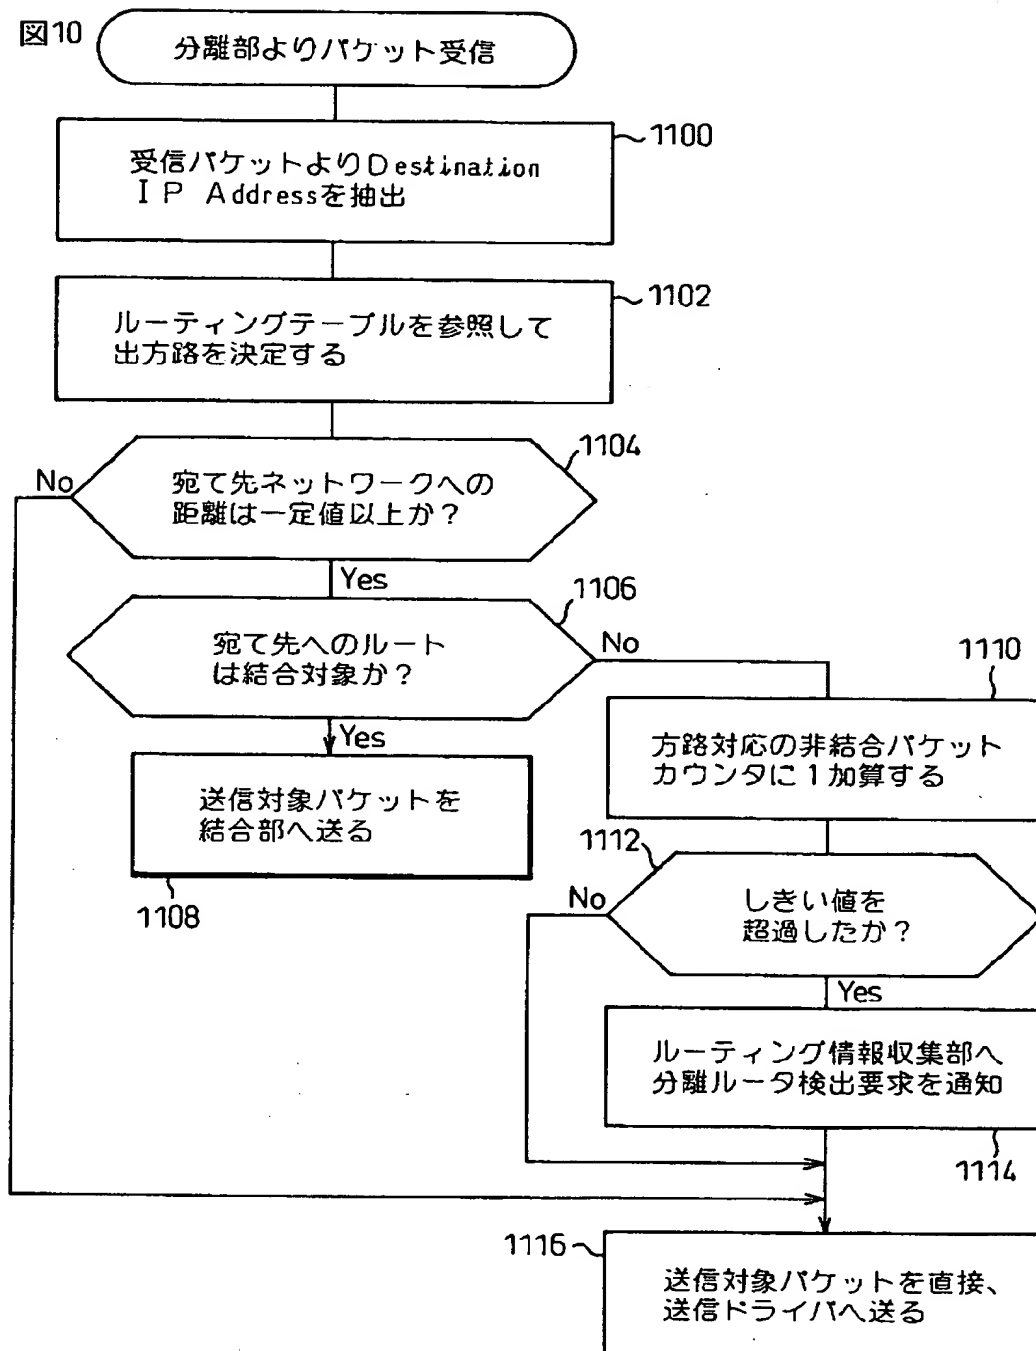 図10
分離部よりパケット受信
1100
受信パケットよりDestination
IP Addressを抽出
1102
ルーティングテーブルを参照して
出方路を決定する
1104
No
宛て先ネットワークへの
距離は一定値以上か？
Yes
1106
宛て先へのルート
は結合対象か？
No
Yes
1110
方路対応の非結合パケット
カウンタに1加算する
送信対象パケットを
結合部へ送る
1108
1112
No
しきい値を
超過したか？
Yes
ルーティング情報収集部へ
分離ルータ検出要求を通知
1114
1116
送信対象パケットを直接、
送信ドライバへ送る